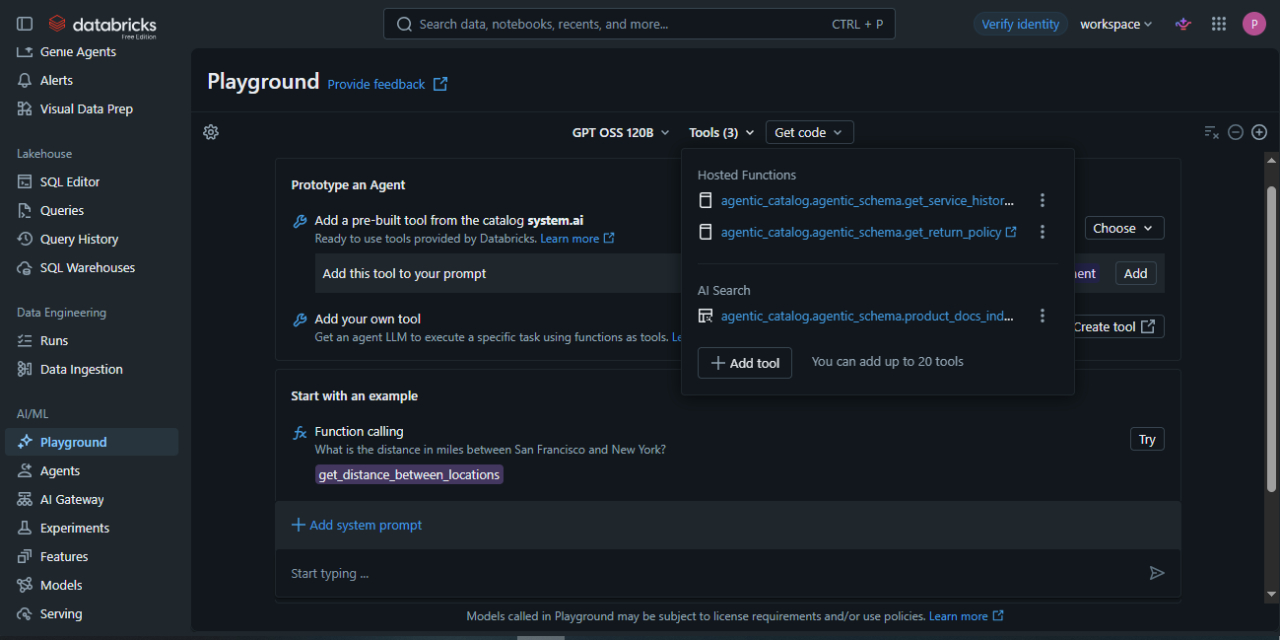 databricks
Free Edition
Search data, notebooks, recents, and more...
CTRL + P
Verify identity
workspace
P
Genie Agents
Alerts
Visual Data Prep
Lakehouse
SQL Editor
Queries
Query History
SQL Warehouses
Data Engineering
Runs
Data Ingestion
AI/ML
Playground
Agents
AI Gateway
Experiments
Features
Models
Serving
Playground
Provide feedback
GPT OSS 120B
Tools (3)
Get code
Prototype an Agent
Add a pre-built tool from the catalog system.ai
Ready to use tools provided by Databricks. Learn more
Choose
Add this tool to your prompt
Add
Add your own tool
Get an agent LLM to execute a specific task using functions as tools.
Create tool
Hosted Functions
agentic_catalog.agentic_schema.get_service_histor...
agentic_catalog.agentic_schema.get_return_policy
AI Search
agentic_catalog.agentic_schema.product_docs_ind...
Add tool
You can add up to 20 tools
Start with an example
Function calling
What is the distance in miles between San Francisco and New York?
get_distance_between_locations
Try
Add system prompt
Start typing ...
Models called in Playground may be subject to license requirements and/or use policies. Learn more